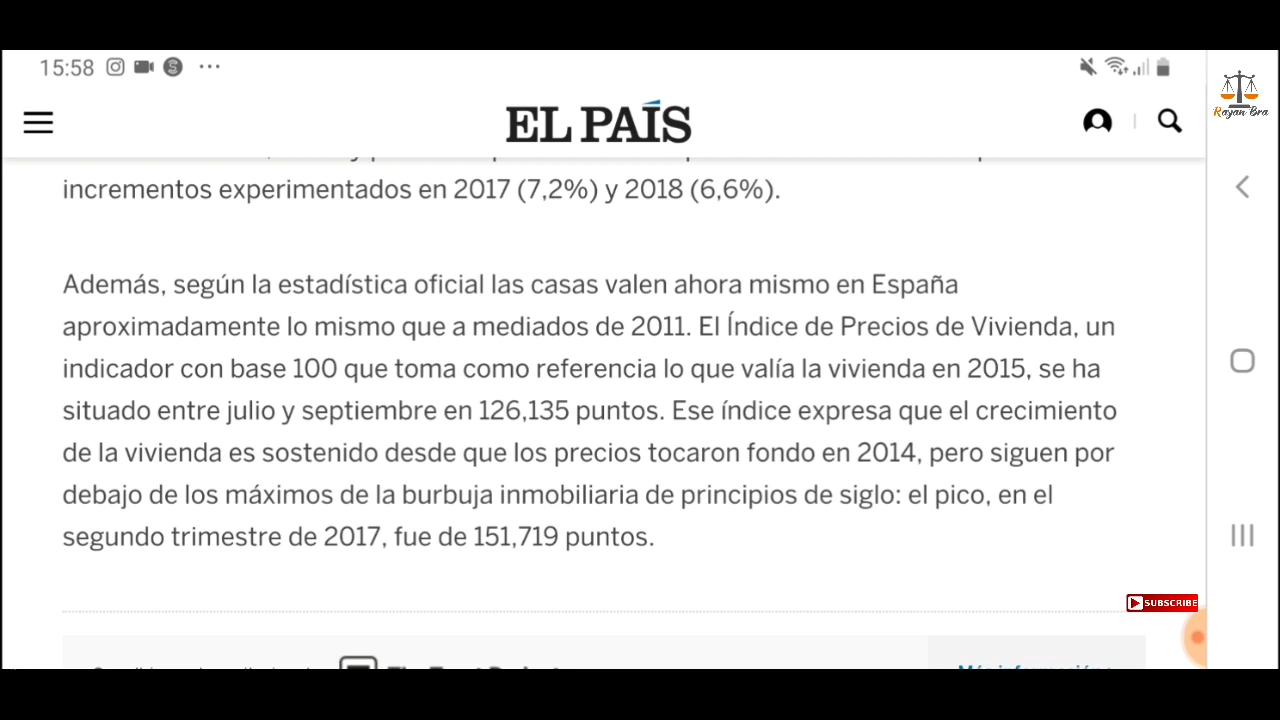 15:58
EL PAÍS
Rayan Bra
incrementos experimentados en 2017 (7,2%) y 2018 (6,6%).
Además, según la estadística oficial las casas valen ahora mismo en España
aproximadamente lo mismo que a mediados de 2011. El Índice de Precios de Vivienda, un
indicador con base 100 que toma como referencia lo que valía la vivienda en 2015, se ha
situado entre julio y septiembre en 126,135 puntos. Ese índice expresa que el crecimiento
de la vivienda es sostenido desde que los precios tocaron fondo en 2014, pero siguen por
debajo de los máximos de la burbuja inmobiliaria de principios de siglo: el pico, en el
segundo trimestre de 2017, fue de 151,719 puntos.
SUBSCRIBE